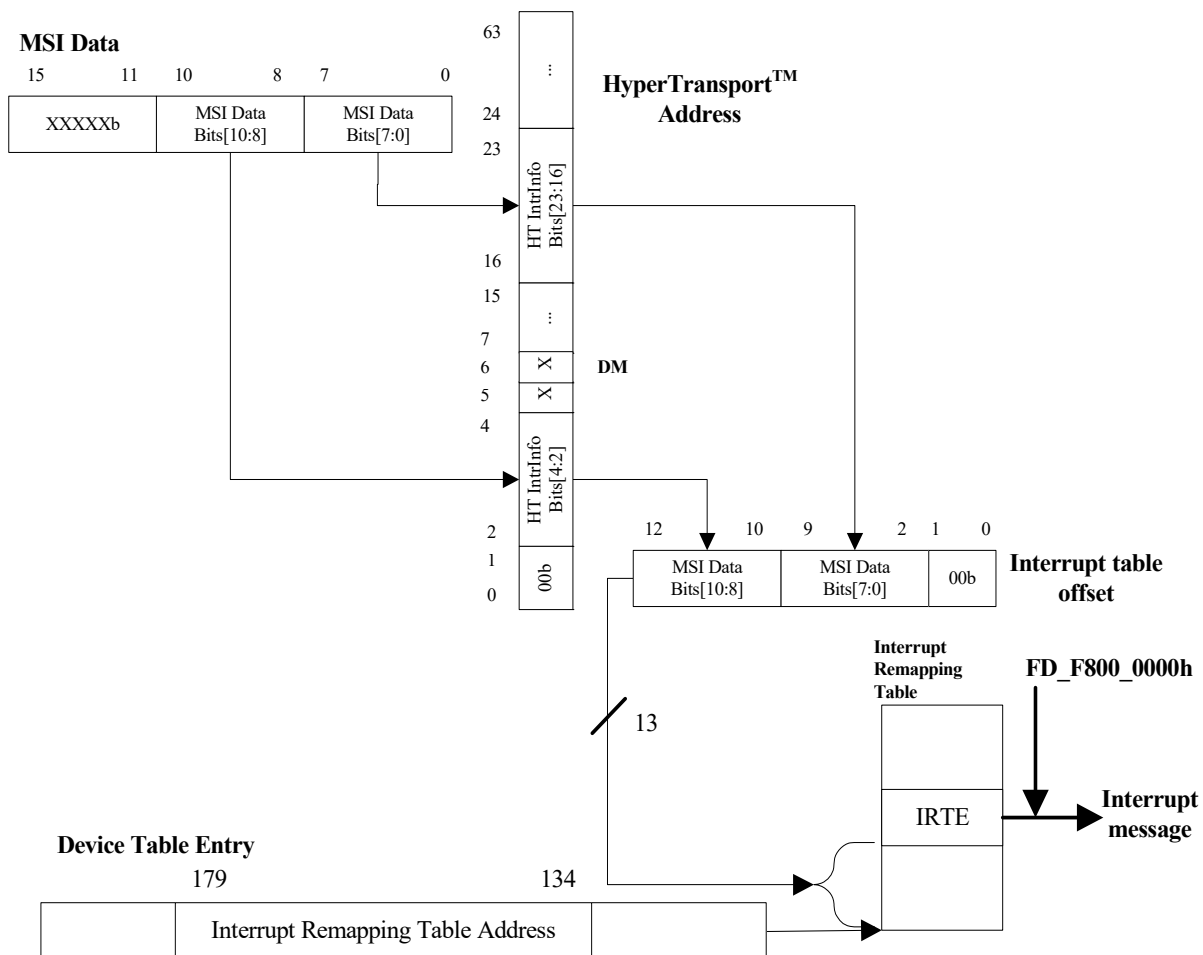 MSI Data
15 11 10 8 7 0
XXXXXb
MSI Data
Bits[10:8]
MSI Data
Bits[7:0]
63
...
24
HyperTransport™
Address
23
HT IntrInfo
Bits[23:16]
16
15
...
7
6
X
DM
5
X
4
HT IntrInfo
Bits[4:2]
2
1
00b
0
12 10 9 2 1 0
MSI Data
Bits[10:8]
MSI Data
Bits[7:0]
00b
Interrupt table
offset
Interrupt
Remapping
Table
FD_F800_0000h
13
IRTE
Interrupt
message
Device Table Entry
179 134
Interrupt Remapping Table Address